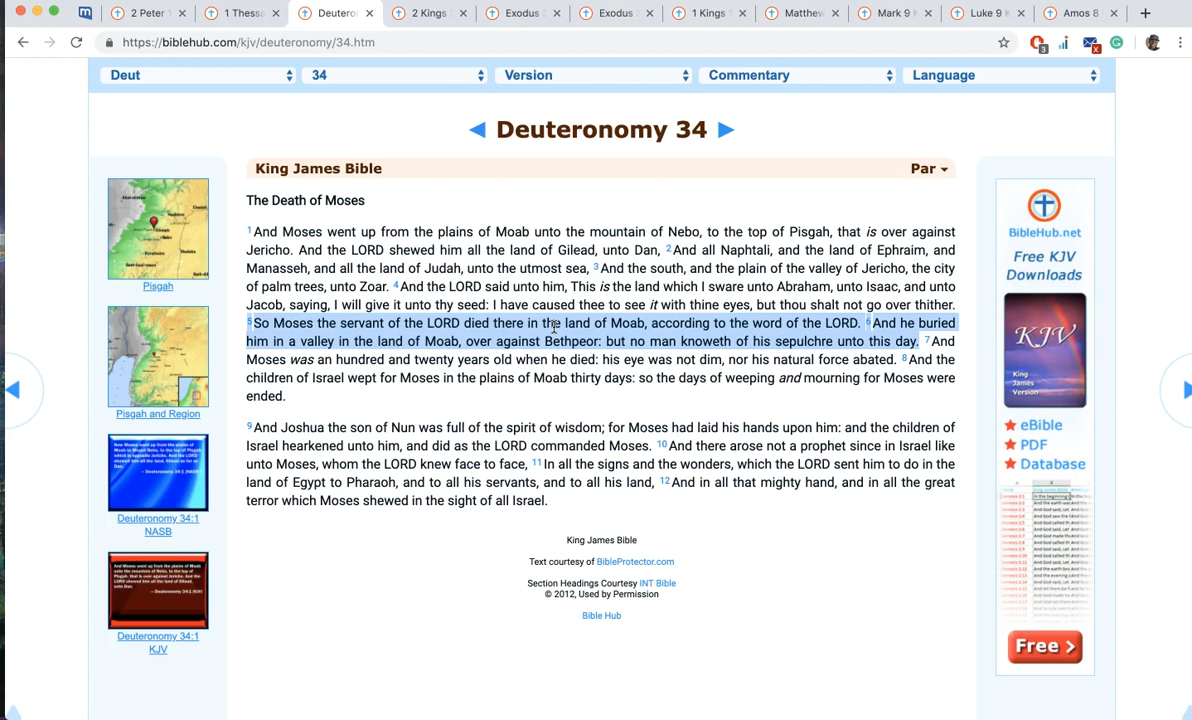 2 Peter 1
1 Thessa
Deutero
2 Kings
Exodus 3
Exodus
1 Kings 1
Matthew
Mark 9 K
Luke 9 K
Amos 8
https://biblehub.com/kjv/deuteronomy/34.htm
3
x
Deut
34
Version
Commentary
Language
Deuteronomy 34
King James Bible
Par
The Death of Moses
1And Moses went up from the plains of Moab unto the mountain of Nebo, to the top of Pisgah, that is over against
Jericho. And the LORD shewed him all the land of Gilead, unto Dan, 2And all Naphtali, and the land of Ephraim, and
Manasseh, and all the land of Judah, unto the utmost sea, 3And the south, and the plain of the valley of Jericho, the city
of palm trees, unto Zoar. 4And the LORD said unto him, This is the land which I sware unto Abraham, unto Isaac, and unto
Jacob, saying, I will give it unto thy seed: I have caused thee to see it with thine eyes, but thou shalt not go over thither.
5So Moses the servant of the LORD died there in the land of Moab, according to the word of the LORD. 6And he buried
him in a valley in the land of Moab, over against Bethpeor: but no man knoweth of his sepulchre unto this day. 7And
Moses was an hundred and twenty years old when he died: his eye was not dim, nor his natural force abated. 8And the
children of Israel wept for Moses in the plains of Moab thirty days: so the days of weeping and mourning for Moses were
ended.
9And Joshua the son of Nun was full of the spirit of wisdom; for Moses had laid his hands upon him: and the children of
Israel hearkened unto him, and did as the LORD commanded Moses. 10And there arose not a prophet since in Israel like
unto Moses, whom the LORD knew face to face, 11In all the signs and the wonders, which the LORD sent him to do in the
land of Egypt to Pharaoh, and to all his servants, and to all his land, 12And in all that mighty hand, and in all the great
terror which Moses shewed in the sight of all Israel.
King James Bible
Text courtesy of BibleProtector.com
Section Headings Courtesy INT Bible
© 2012, Used by Permission
Bible Hub
Pisgah
Pisgah and Region
Deuteronomy 34:1
NASB
Deuteronomy 34:1
KJV
BibleHub.net
Free KJV
Downloads
KJV
King
James
Version
eBible
PDF
Database
Free >